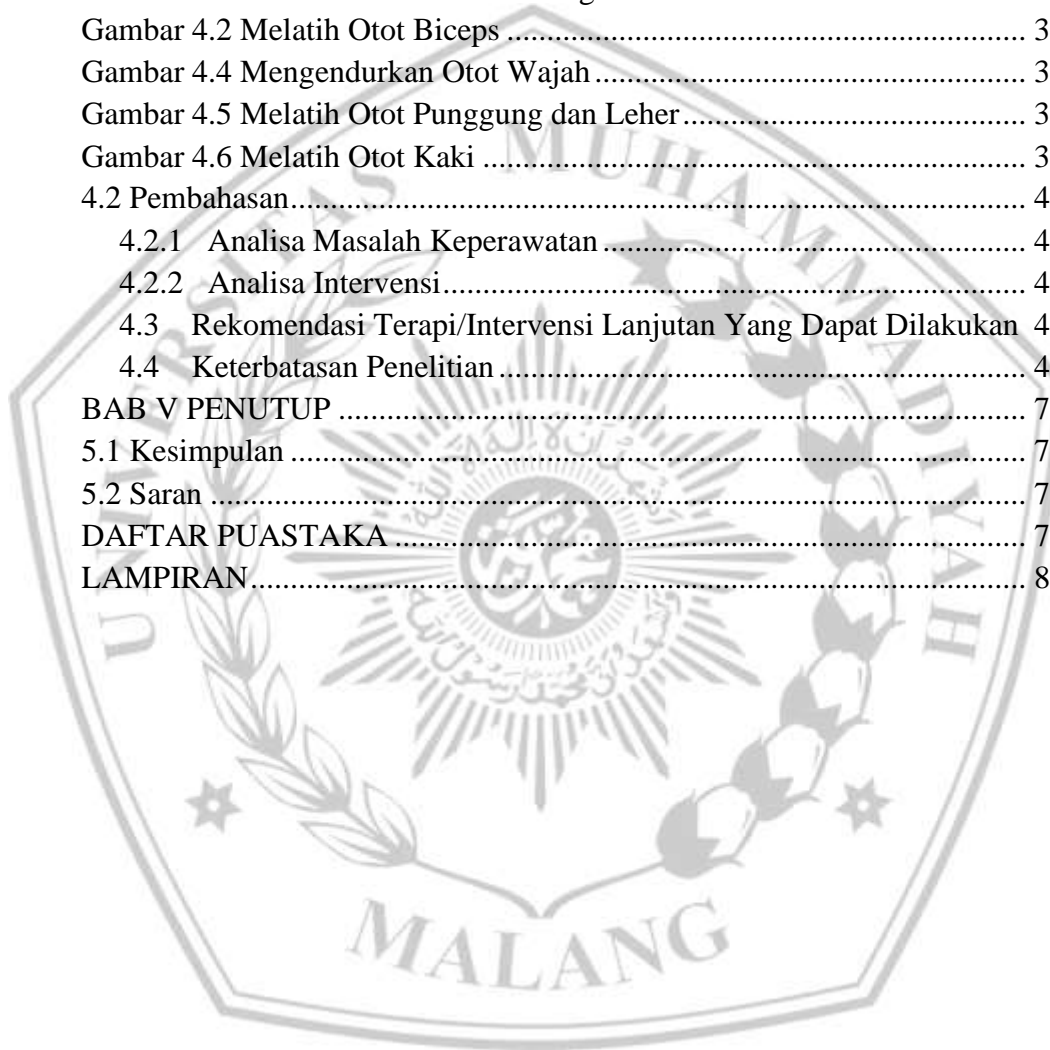 Gambar 4.2 Melatih Otot Biceps ........ 3
Gambar 4.4 Mengendurkan Otot Wajah ........ 3
Gambar 4.5 Melatih Otot Punggung dan Leher ........ 3
Gambar 4.6 Melatih Otot Kaki ........ 3
4.2 Pembahasan ........ 4
4.2.1 Analisa Masalah Keperawatan ........ 4
4.2.2 Analisa Intervensi ........ 4
4.3 Rekomendasi Terapi/Intervensi Lanjutan Yang Dapat Dilakukan 4
4.4 Keterbatasan Penelitian ........ 4
BAB V PENUTUP ........ 7
5.1 Kesimpulan ........ 7
5.2 Saran ........ 7
DAFTAR PUASTAKA ........ 7
LAMPIRAN ........ 8
UNIVERSITAS MUHAMMADIYAH
MALANG